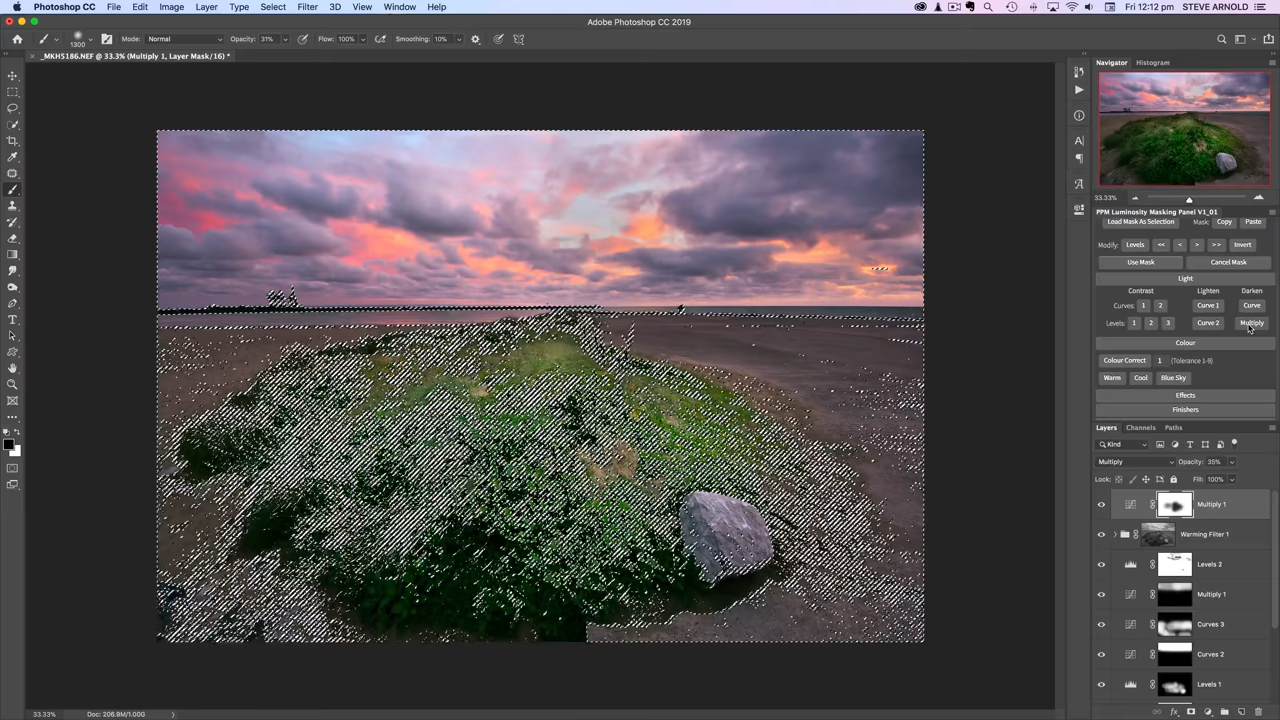 Photoshop CC File Edit Image Layer Type Select Filter 3D View Window Help Fri 12:12 pm STEVE ARNOLD
Adobe Photoshop CC 2019
1300 Mode: Normal Opacity: 31% Flow: 100% Smoothing: 10%
_MKH5186.NEF @ 33.3% (Multiply 1, Layer Mask/16) *
Navigator Histogram
33.33%
PPM Luminosity Masking Panel V1_01
Load Mask As Selection Mask: Copy Paste
Modify: Levels << < > >> Invert
Use Mask Cancel Mask
Light
Contrast Lighten Darken
Curves: 1 2 Curve 1 Curve
Levels: 1 2 3 Curve 2 Multiply
Colour
Colour Correct 1 (Tolerance 1-9)
Warm Cool Blue Sky
Effects
Finishers
Layers Channels Paths
Kind
Multiply Opacity: 35%
Lock: Fill: 100%
Multiply 1
Warming Filter 1
Levels 2
Multiply 1
Curves 3
Curves 2
Levels 1
33.33% Doc: 206.9M/1.00G